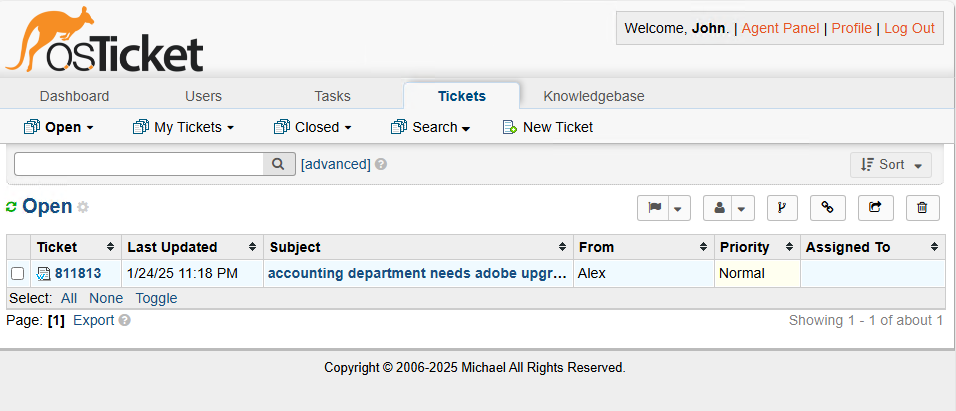 osTicket
Welcome, John. | Agent Panel | Profile | Log Out
Dashboard Users Tasks Tickets Knowledgebase
Open My Tickets Closed Search New Ticket
[advanced] ?
Sort
Open
Ticket Last Updated Subject From Priority Assigned To
811813 1/24/25 11:18 PM accounting department needs adobe upgr... Alex Normal
Select: All None Toggle
Page: [1] Export ? Showing 1 - 1 of about 1
Copyright © 2006-2025 Michael All Rights Reserved.